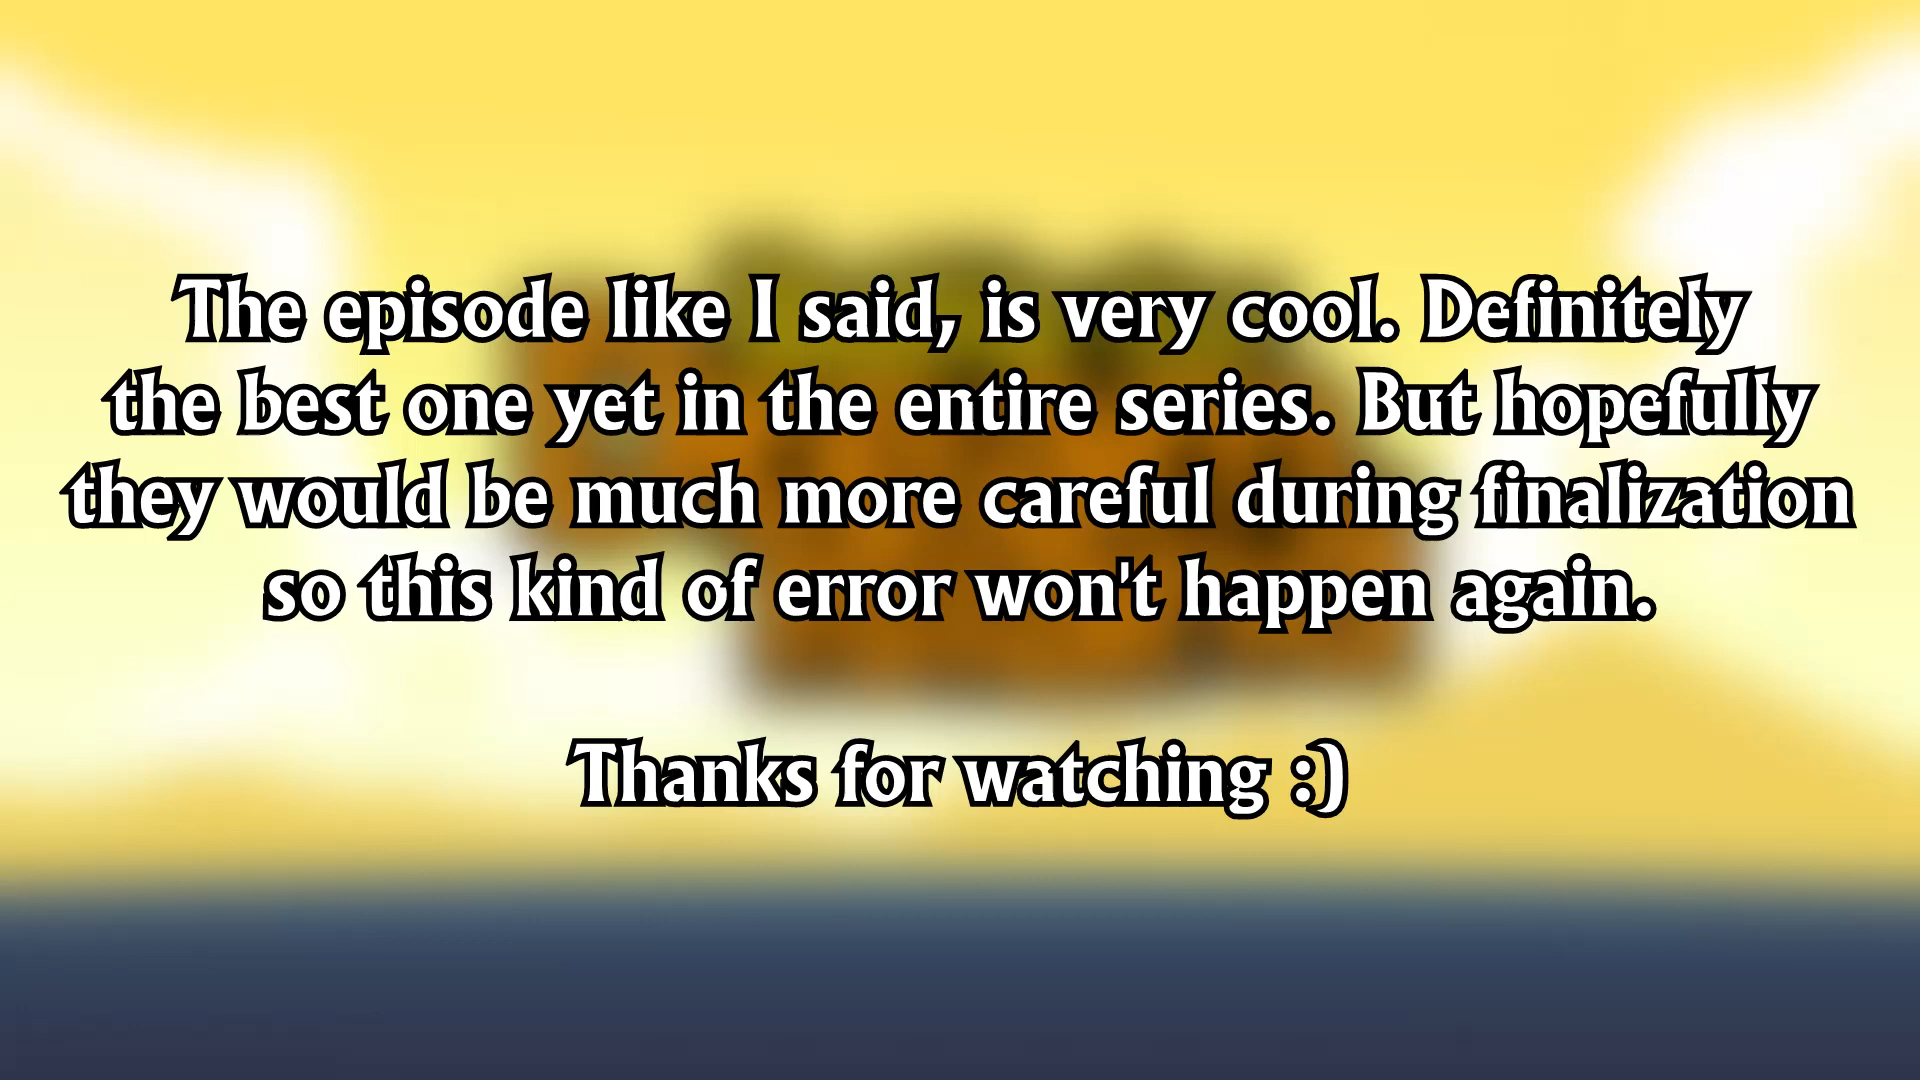 The episode like I said, is very cool. Definitely
the best one yet in the entire series. But hopefully
they would be much more careful during finalization
so this kind of error won't happen again.
Thanks for watching :)